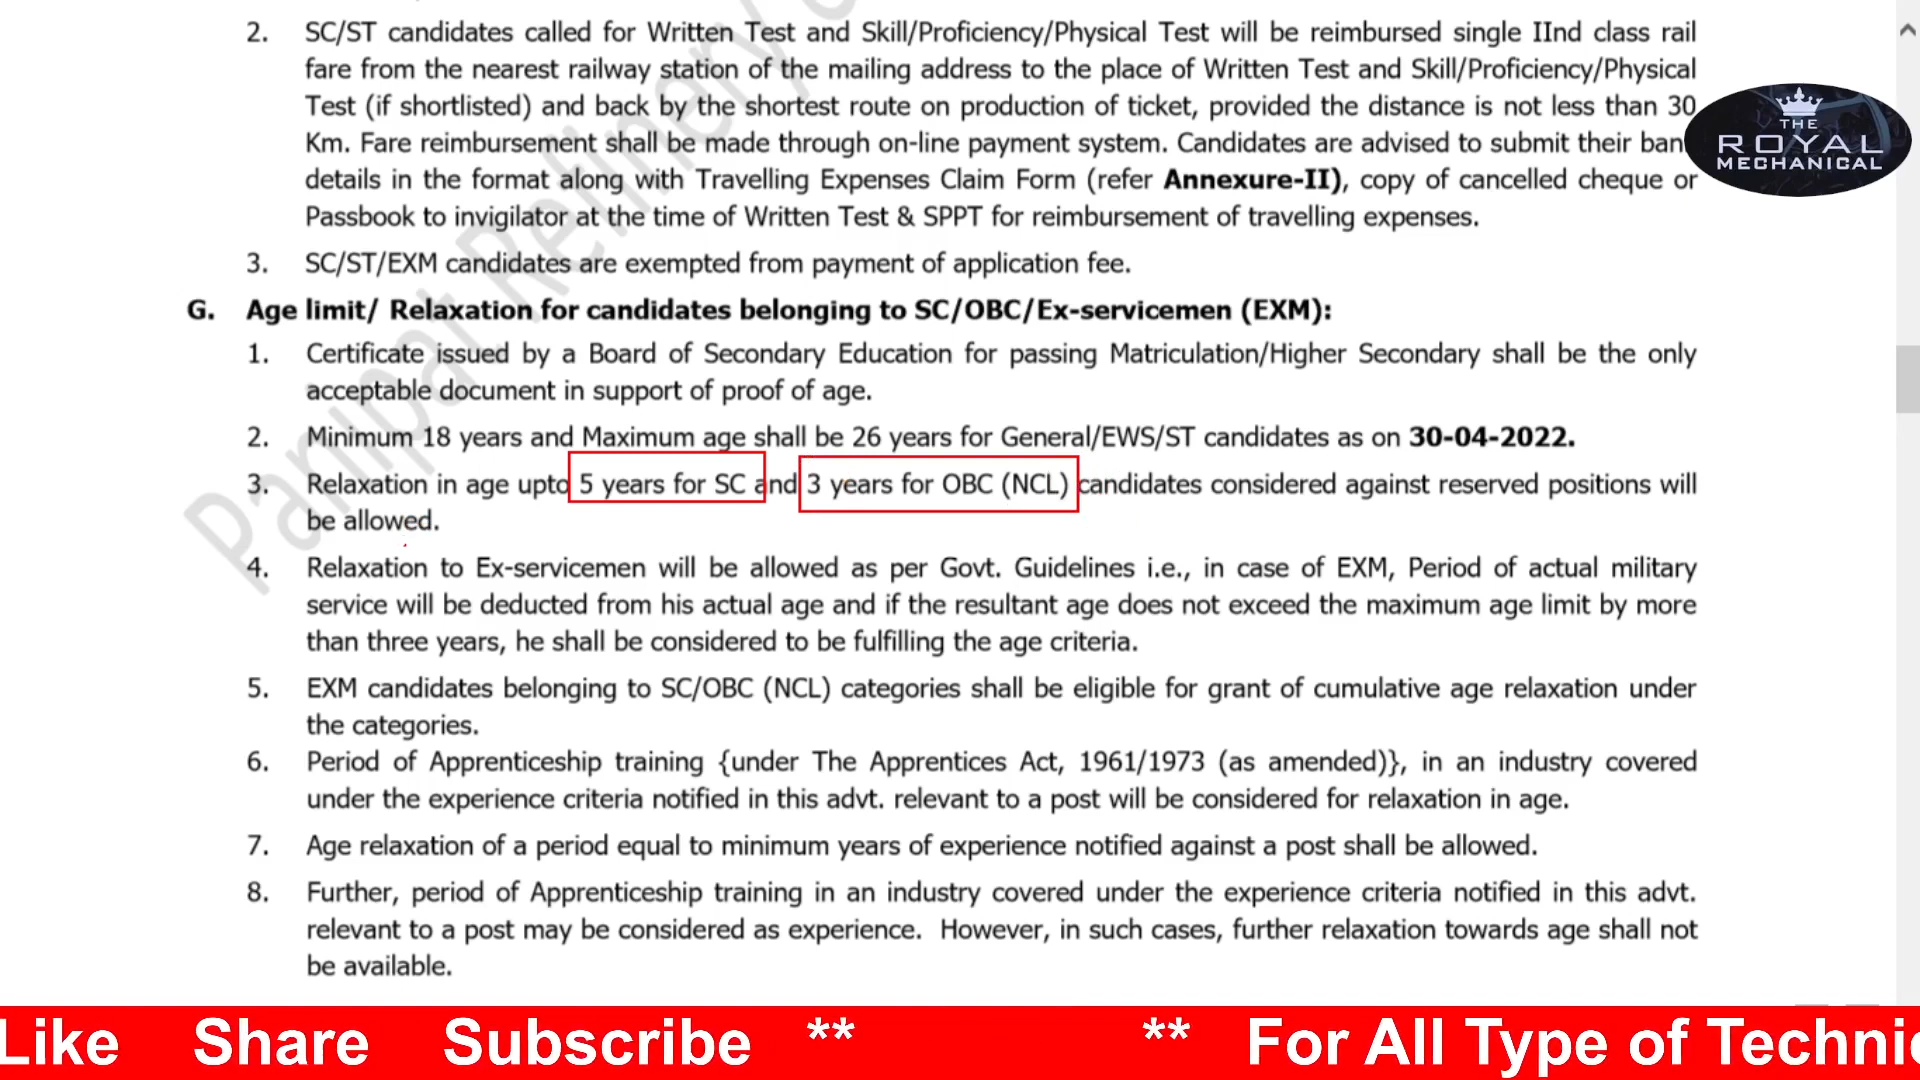 2. SC/ST candidates called for Written Test and Skill/Proficiency/Physical Test will be reimbursed single IInd class rail
fare from the nearest railway station of the mailing address to the place of Written Test and Skill/Proficiency/Physical
Test (if shortlisted) and back by the shortest route on production of ticket, provided the distance is not less than 30
Km. Fare reimbursement shall be made through on-line payment system. Candidates are advised to submit their ban
details in the format along with Travelling Expenses Claim Form (refer Annexure-II), copy of cancelled cheque or
Passbook to invigilator at the time of Written Test & SPPT for reimbursement of travelling expenses.
THE
ROYAL
MECHANICAL
3. SC/ST/EXM candidates are exempted from payment of application fee.
G. Age limit/ Relaxation for candidates belonging to SC/OBC/Ex-servicemen (EXM):
1. Certificate issued by a Board of Secondary Education for passing Matriculation/Higher Secondary shall be the only
acceptable document in support of proof of age.
2. Minimum 18 years and Maximum age shall be 26 years for General/EWS/ST candidates as on 30-04-2022.
3. Relaxation in age upto 5 years for SC and 3 years for OBC (NCL) candidates considered against reserved positions will
be allowed.
4. Relaxation to Ex-servicemen will be allowed as per Govt. Guidelines i.e., in case of EXM, Period of actual military
service will be deducted from his actual age and if the resultant age does not exceed the maximum age limit by more
than three years, he shall be considered to be fulfilling the age criteria.
5. EXM candidates belonging to SC/OBC (NCL) categories shall be eligible for grant of cumulative age relaxation under
the categories.
6. Period of Apprenticeship training {under The Apprentices Act, 1961/1973 (as amended)}, in an industry covered
under the experience criteria notified in this advt. relevant to a post will be considered for relaxation in age.
7. Age relaxation of a period equal to minimum years of experience notified against a post shall be allowed.
8. Further, period of Apprenticeship training in an industry covered under the experience criteria notified in this advt.
relevant to a post may be considered as experience. However, in such cases, further relaxation towards age shall not
be available.
Panipat Refinery
Like Share Subscribe ** ** For All Type of Techni